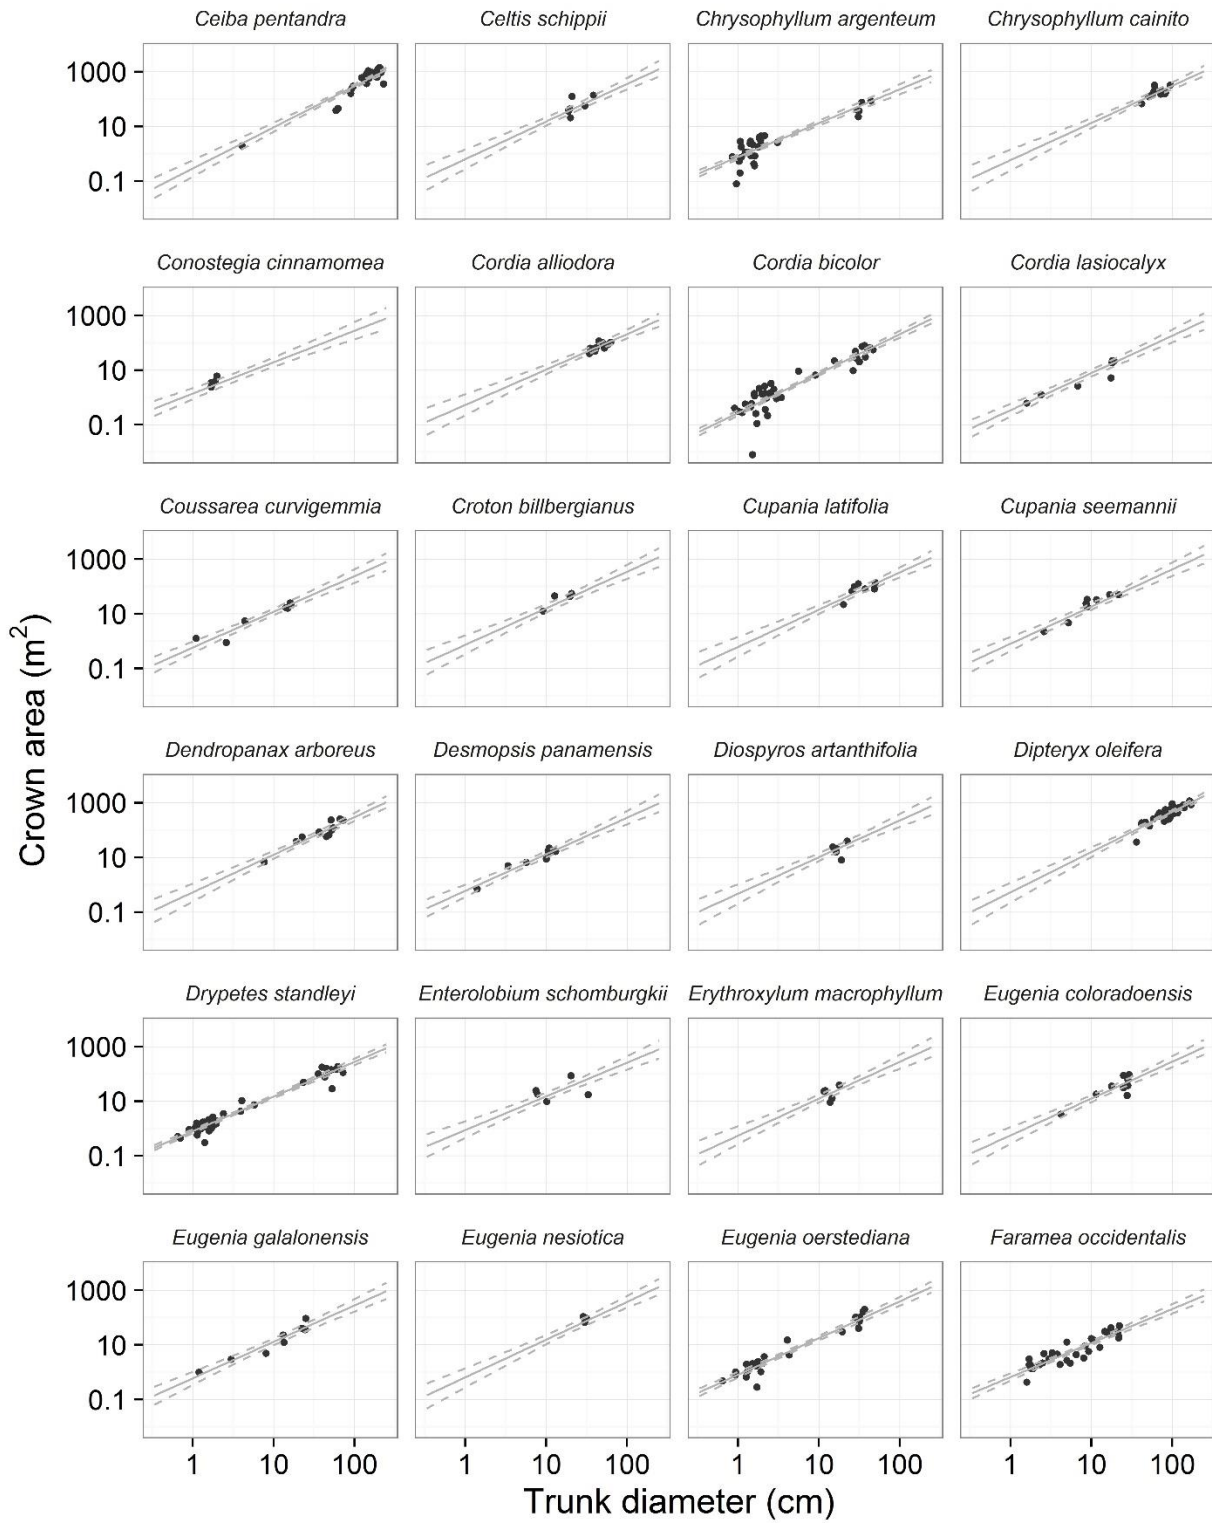 Ceiba pentandra Celtis schippii Chrysophyllum argenteum Chrysophyllum cainito
1000
10
0.1
Conostegia cinnamomea Cordia alliodora Cordia bicolor Cordia lasiocalyx
1000
10
0.1
Coussarea curvigemmia Croton billbergianus Cupania latifolia Cupania seemannii
1000
10
0.1
Dendropanax arboreus Desmopsis panamensis Diospyros artanthifolia Dipteryx oleifera
1000
10
0.1
Drypetes standleyi Enterolobium schomburgkii Erythroxylum macrophyllum Eugenia coloradoensis
1000
10
0.1
Eugenia galalonensis Eugenia nesiotica Eugenia oerstediana Faramea occidentalis
1000
10
0.1
1 10 100 1 10 100 1 10 100 1 10 100
Trunk diameter (cm)
Crown area (m²)